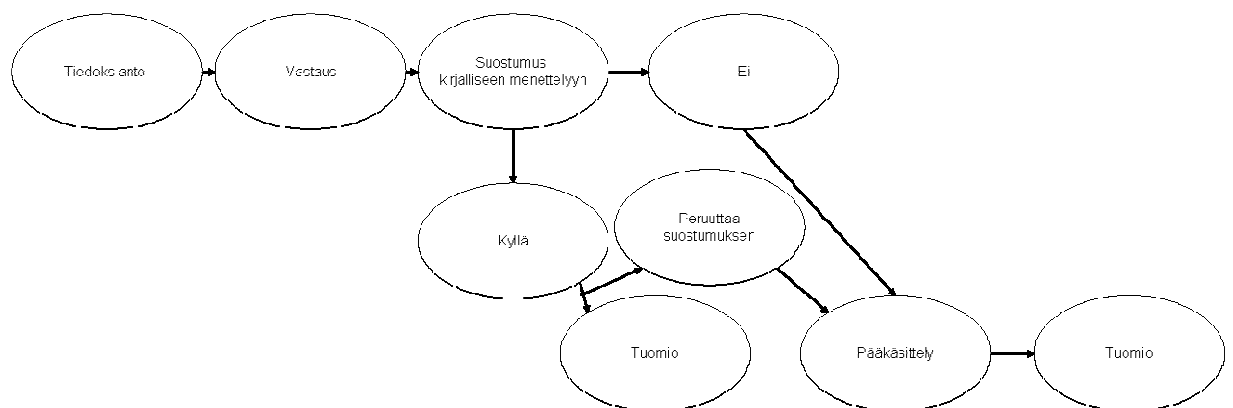 Tiedoksianto
Vastaus
Suostumus
kirjalliseen menettelyyn
Ei
Kyllä
Peruuttaa
suostumuksen
Tuomio
Pääkäsittely
Tuomio